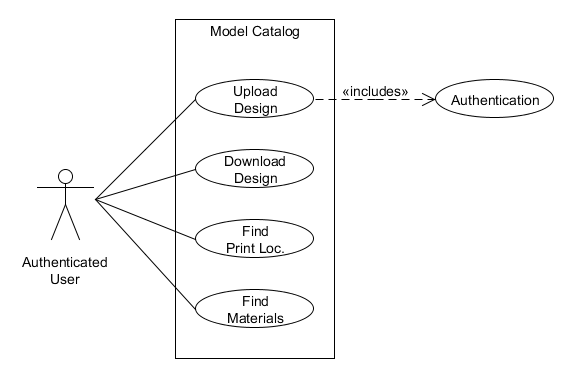 Model Catalog
Upload
Design
«includes»
Authentication
Download
Design
Find
Print Loc.
Find
Materials
Authenticated
User